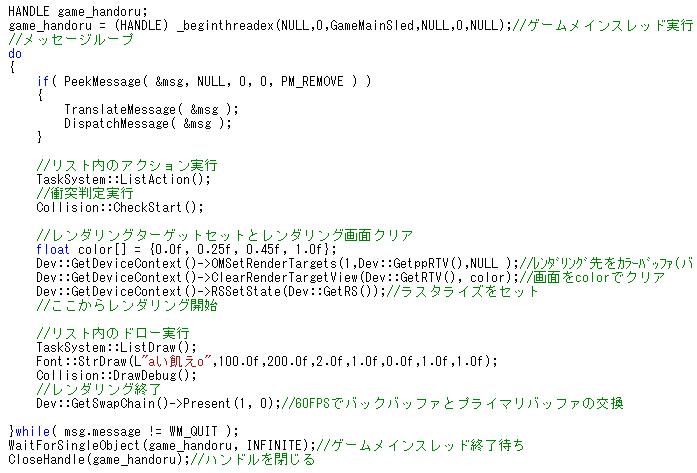 HANDLE game_handoru;
game_handoru = (HANDLE) _beginthreadex(NULL,0,GameMainSled,NULL,0,NULL);//ゲームメインスレッド実行
//メッセージループ
do
{
if( PeekMessage( &msg, NULL, 0, 0, PM_REMOVE ) )
{
TranslateMessage( &msg );
DispatchMessage( &msg );
}
//リスト内のアクション実行
TaskSystem::ListAction();
//衝突判定実行
Collision::CheckStart();
//レンダリングターゲットセットとレンダリング画面クリア
float color[] = {0.0f, 0.25f, 0.45f, 1.0f};
Dev::GetDeviceContext()->OMSetRenderTargets(1,Dev::GetppRTV(),NULL );//ﾚﾝﾀﾞﾘﾝｸﾞ先をｶﾗｰﾊﾞｯﾌｧ(バ
Dev::GetDeviceContext()->ClearRenderTargetView(Dev::GetRTV(), color);//画面をcolorでクリア
Dev::GetDeviceContext()->RSSetState(Dev::GetRS());//ラスタライズをセット
//ここからレンダリング開始
//リスト内のドロー実行
TaskSystem::ListDraw();
Font::StrDraw(L"aい飢えo",100.0f,200.0f,2.0f,1.0f,0.0f,1.0f,1.0f);
Collision::DrawDebug();
//レンダリング終了
Dev::GetSwapChain()->Present(1, 0);//60FPSでバックバッファとプライマリバッファの交換
}while( msg.message != WM_QUIT );
WaitForSingleObject(game_handoru, INFINITE);//ゲームメインスレッド終了待ち
CloseHandle(game_handoru);//ハンドルを閉じる